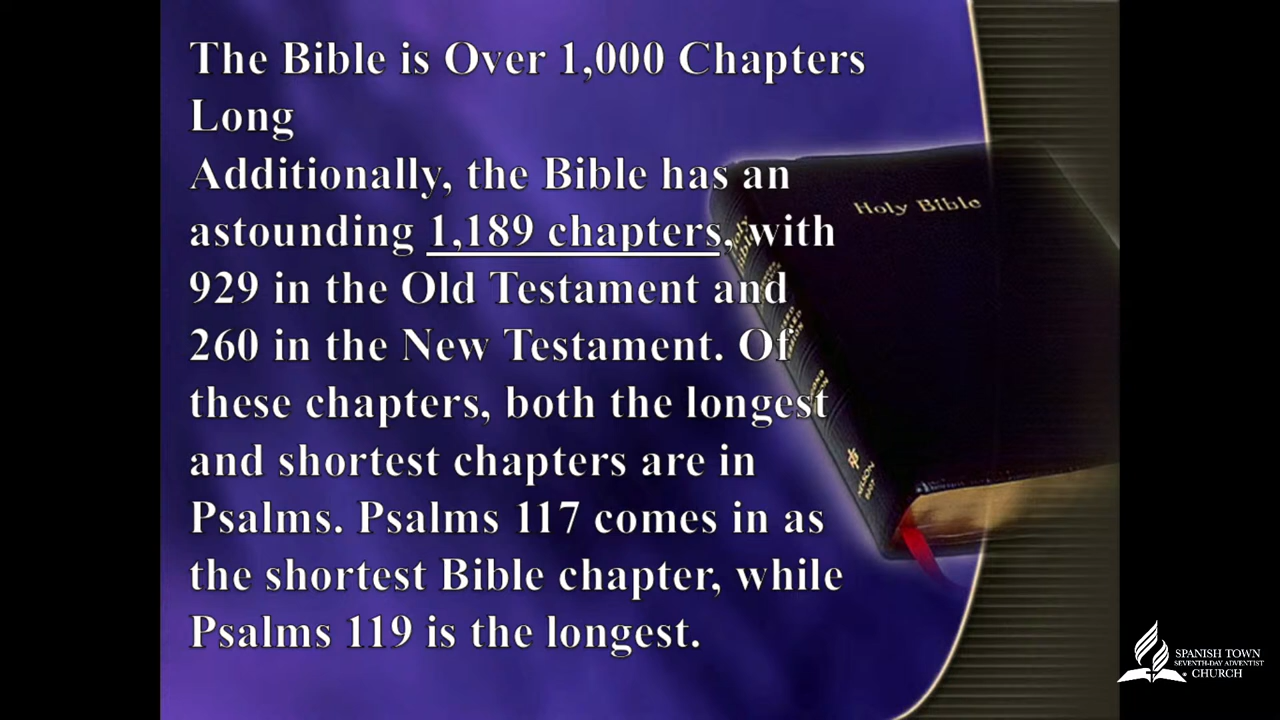 The Bible is Over 1,000 Chapters
Long
Additionally, the Bible has an
astounding 1,189 chapters, with
929 in the Old Testament and
260 in the New Testament. Of
these chapters, both the longest
and shortest chapters are in
Psalms. Psalms 117 comes in as
the shortest Bible chapter, while
Psalms 119 is the longest.
Holy Bible
SPANISH TOWN
SEVENTH-DAY ADVENTIST
CHURCH